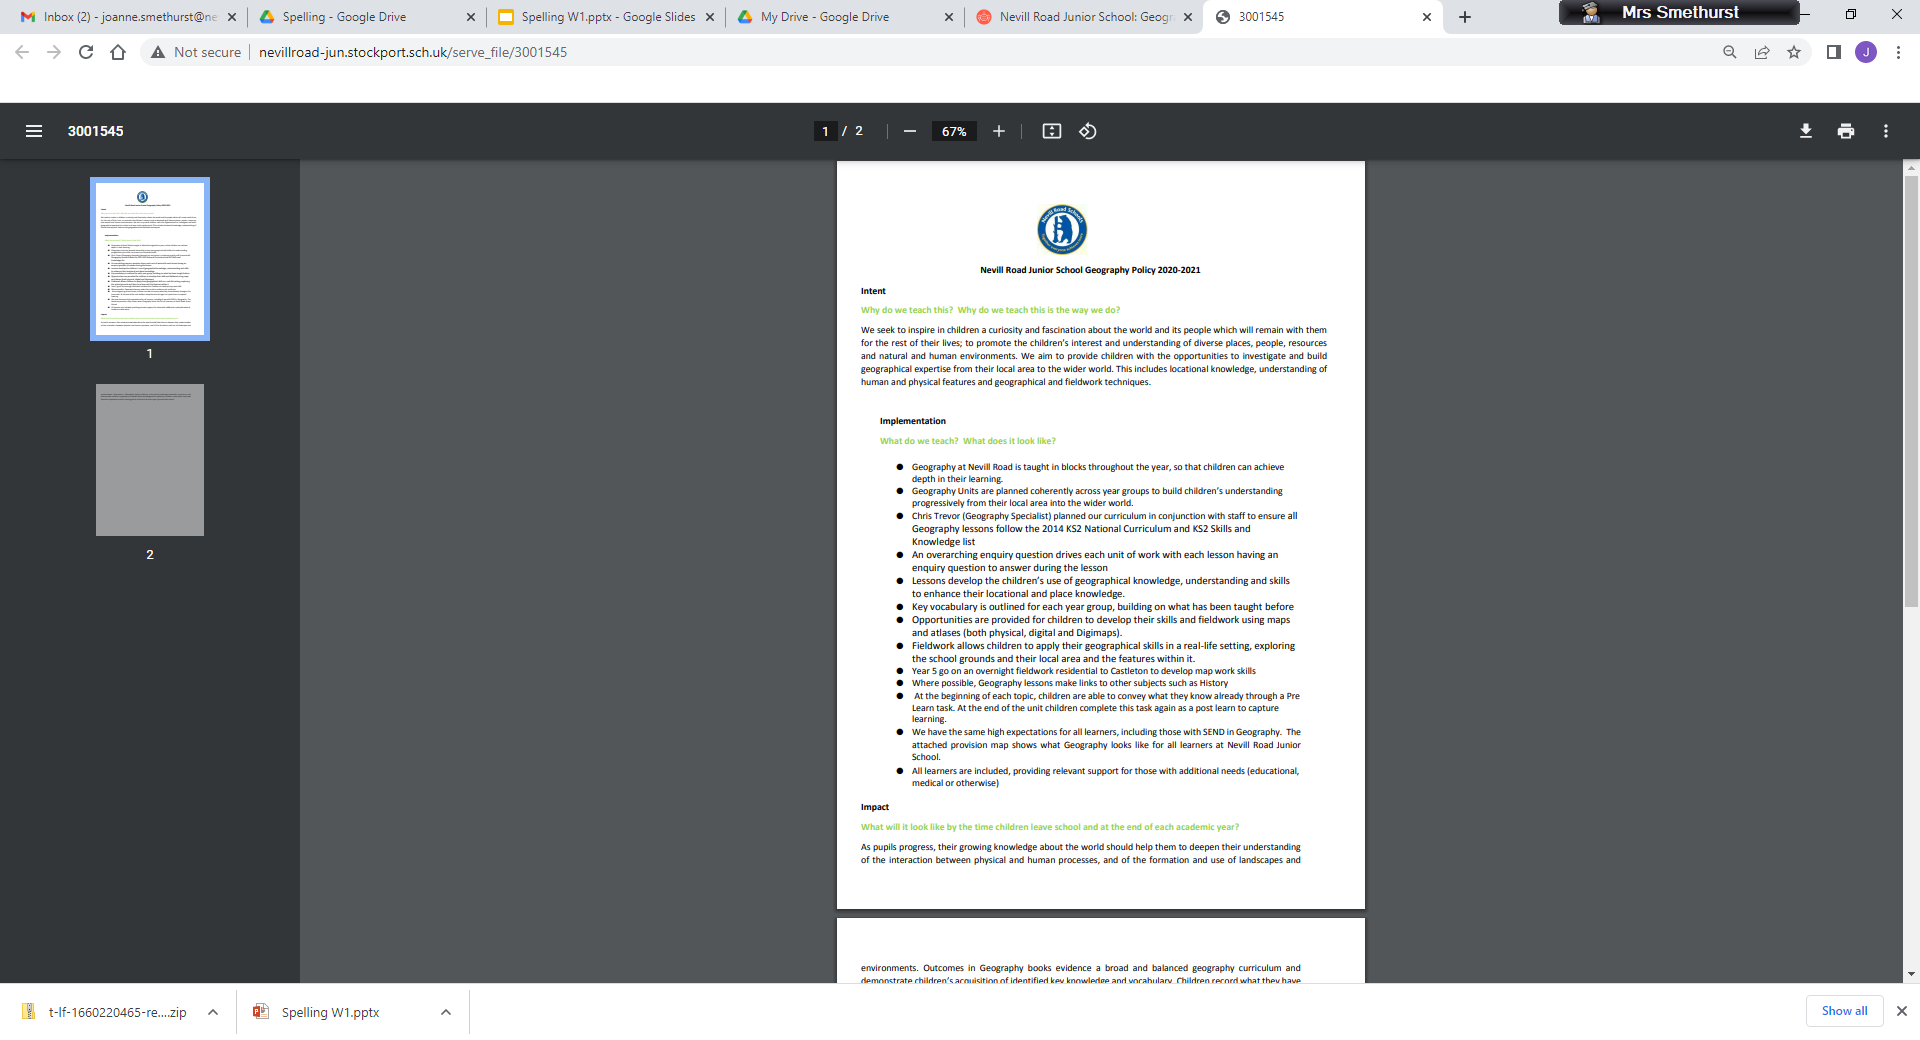 Inbox (2) - joanne.smethurst@ne
Spelling - Google Drive
Spelling W1.pptx - Google Slides
My Drive - Google Drive
Nevill Road Junior School: Geogr
3001545
Mrs Smethurst
Not secure
nevillroad-jun.stockport.sch.uk/serve_file/3001545
J
3001545
1 / 2
67%
1
2
Nevill Road Schools
Nevill Road Junior School Geography Policy 2020-2021
Intent
Why do we teach this? Why do we teach this is the way we do?
We seek to inspire in children a curiosity and fascination about the world and its people which will remain with them
for the rest of their lives; to promote the children's interest and understanding of diverse places, people, resources
and natural and human environments. We aim to provide children with the opportunities to investigate and build
geographical expertise from their local area to the wider world. This includes locational knowledge, understanding of
human and physical features and geographical and fieldwork techniques.
Implementation
What do we teach? What does it look like?
● Geography at Nevill Road is taught in blocks throughout the year, so that children can achieve
depth in their learning.
● Geography Units are planned coherently across year groups to build children's understanding
progressively from their local area into the wider world.
● Chris Trevor (Geography Specialist) planned our curriculum in conjunction with staff to ensure all
Geography lessons follow the 2014 KS2 National Curriculum and KS2 Skills and
Knowledge list
● An overarching enquiry question drives each unit of work with each lesson having an
enquiry question to answer during the lesson
● Lessons develop the children's use of geographical knowledge, understanding and skills
to enhance their locational and place knowledge.
● Key vocabulary is outlined for each year group, building on what has been taught before
● Opportunities are provided for children to develop their skills and fieldwork using maps
and atlases (both physical, digital and Digimaps).
● Fieldwork allows children to apply their geographical skills in a real-life setting, exploring
the school grounds and their local area and the features within it.
● Year 5 go on an overnight fieldwork residential to Castleton to develop map work skills
● Where possible, Geography lessons make links to other subjects such as History
● At the beginning of each topic, children are able to convey what they know already through a Pre
Learn task. At the end of the unit children complete this task again as a post learn to capture
learning.
● We have the same high expectations for all learners, including those with SEND in Geography. The
attached provision map shows what Geography looks like for all learners at Nevill Road Junior
School.
● All learners are included, providing relevant support for those with additional needs (educational,
medical or otherwise)
Impact
What will it look like by the time children leave school and at the end of each academic year?
As pupils progress, their growing knowledge about the world should help them to deepen their understanding
of the interaction between physical and human processes, and of the formation and use of landscapes and
environments. Outcomes in Geography books evidence a broad and balanced geography curriculum and
demonstrate children's acquisition of identified key knowledge and vocabulary. Children record what they have
t-lf-1660220465-re....zip
Spelling W1.pptx
Show all